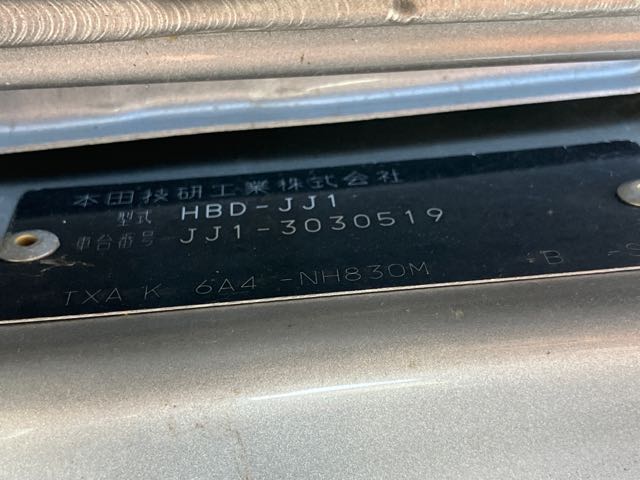 本田技研工業株式会社
型式 HBD-JJ1
車台番号 JJ1-3030519
TXA K 6A4 -NH830M -B -S